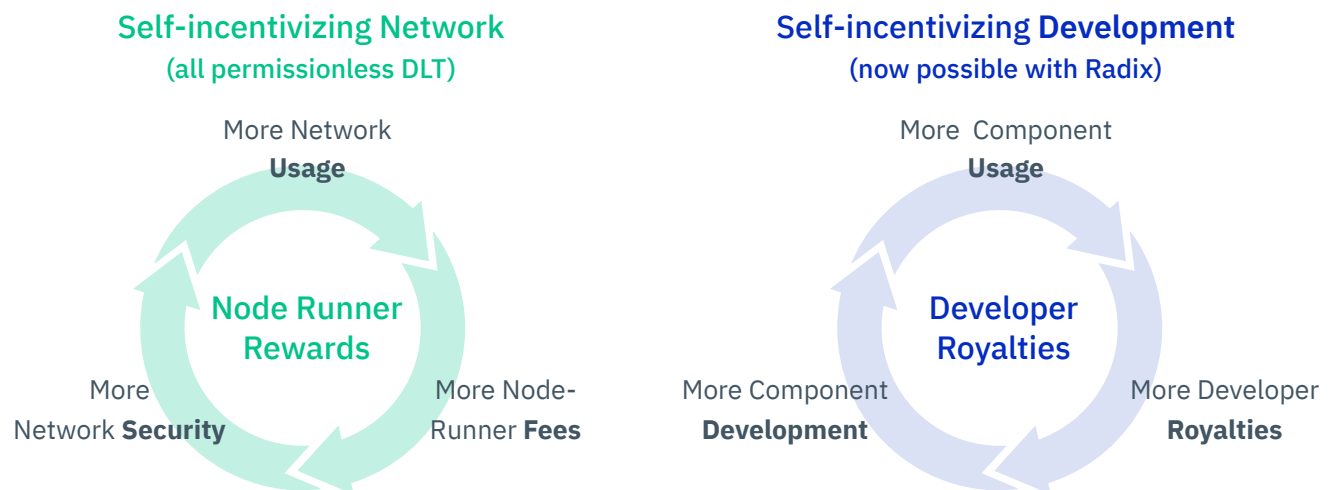 Self-incentivizing Network
(all permissionless DLT)
More Network
Usage
Node Runner
Rewards
More
Network Security
More Node-
Runner Fees
Self-incentivizing Development
(now possible with Radix)
More Component
Usage
Developer
Royalties
More Component
Development
More Developer
Royalties